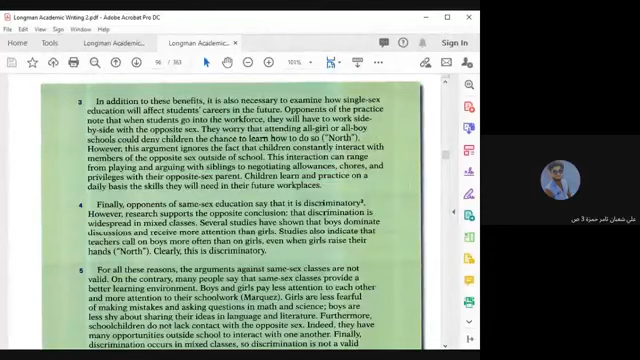 Longman Academic Writing 2.pdf - Adobe Acrobat Pro DC
File Edit View Sign Window Help
Home Tools Longman Academic... Longman Academic... × Sign In
96 / 363 101%
3 In addition to these benefits, it is also necessary to examine how single-sex
education will affect students' careers in the future. Opponents of the practice
note that when students go into the workforce, they will have to work side-
by-side with the opposite sex. They worry that attending all-girl or all-boy
schools could deny children the chance to learn how to do so ("North").
However, this argument ignores the fact that children constantly interact with
members of the opposite sex outside of school. This interaction can range
from playing and arguing with siblings to negotiating allowances, chores, and
privileges with their opposite-sex parent. Children learn and practice on a
daily basis the skills they will need in their future workplaces.
4 Finally, opponents of same-sex education say that it is discriminatory³.
However, research supports the opposite conclusion: that discrimination is
widespread in mixed classes. Several studies have shown that boys dominate
discussions and receive more attention than girls. Studies also indicate that
teachers call on boys more often than on girls, even when girls raise their
hands ("North"). Clearly, this is discriminatory.
5 For all these reasons, the arguments against same-sex classes are not
valid. On the contrary, many people say that same-sex classes provide a
better learning environment. Boys and girls pay less attention to each other
and more attention to their schoolwork (Marquez). Girls are less fearful
of making mistakes and asking questions in math and science; boys are
less shy about sharing their ideas in language and literature. Furthermore,
schoolchildren do not lack contact with the opposite sex. Indeed, they have
many opportunities outside school to interact with one another. Finally,
discrimination occurs in mixed classes, so discrimination is not a valid
علي شعبان ثامر حمزة 3 ص